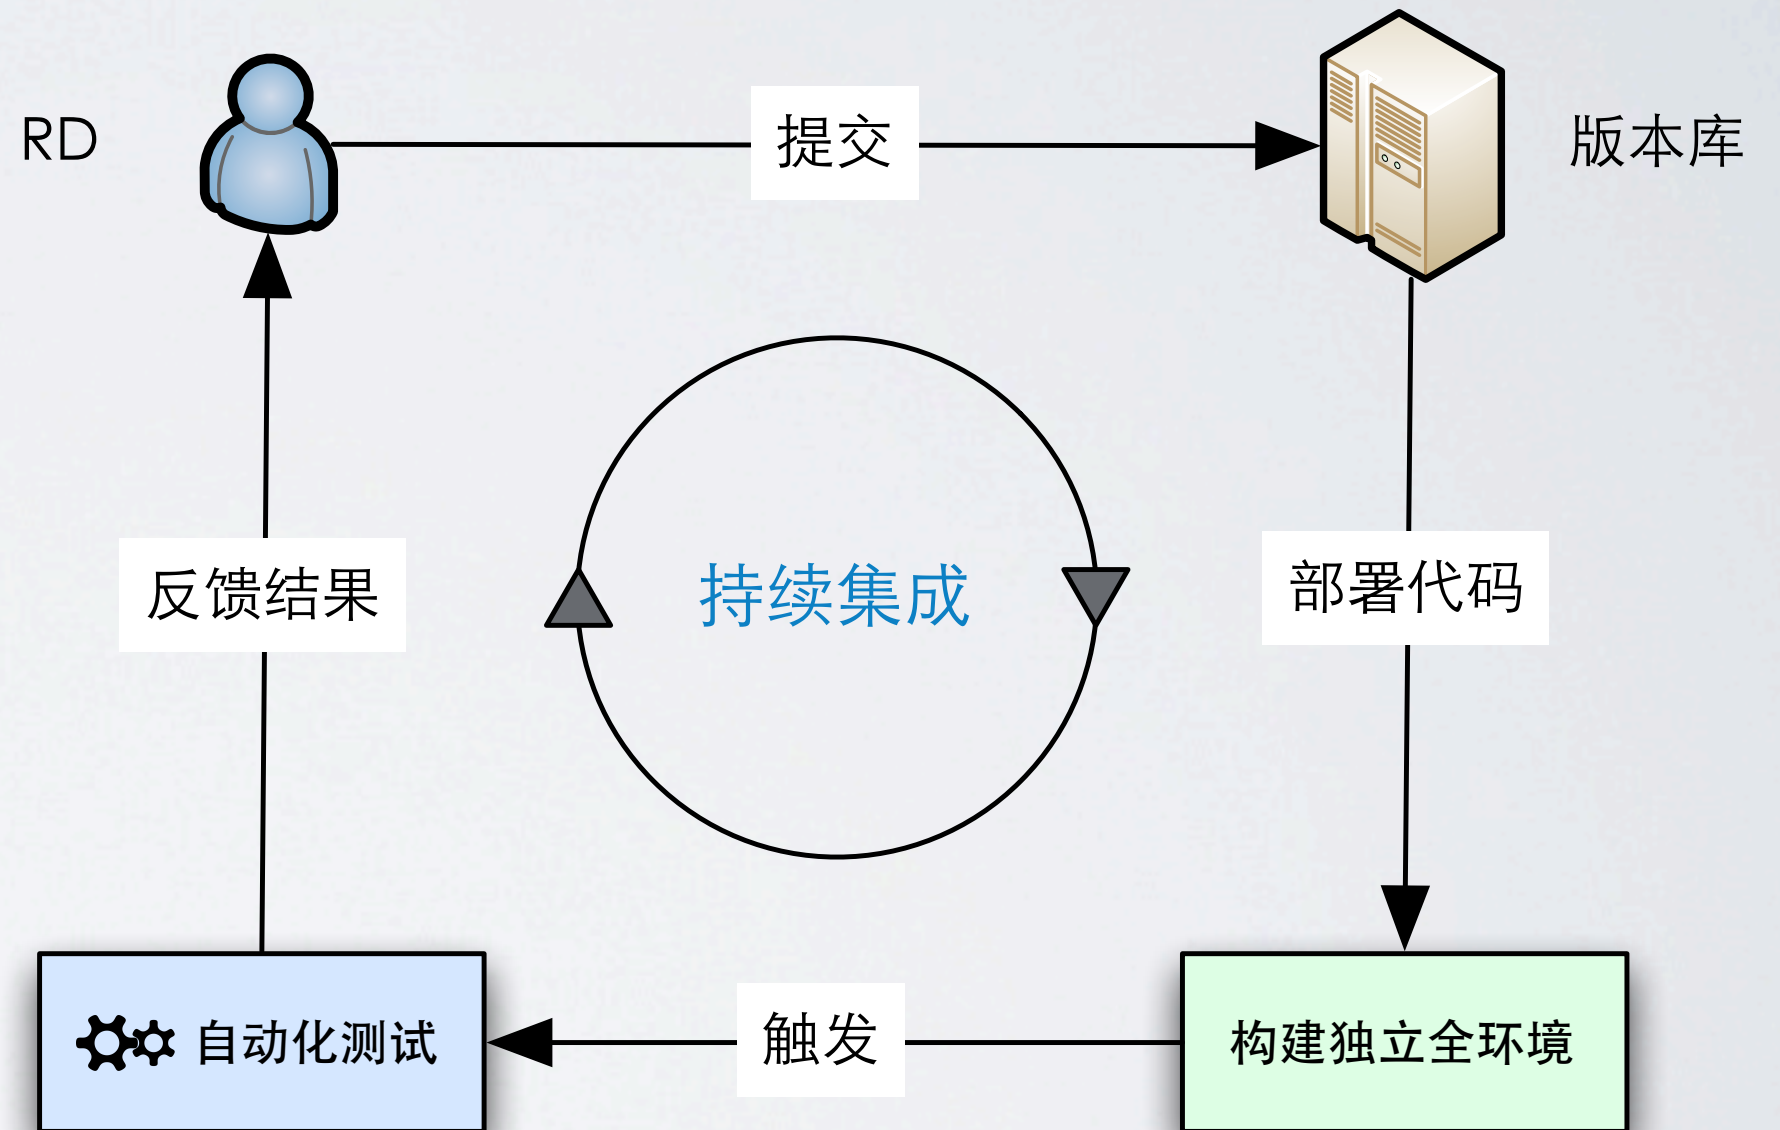 RD
提交
版本库
反馈结果
持续集成
部署代码
自动化测试
触发
构建独立全环境